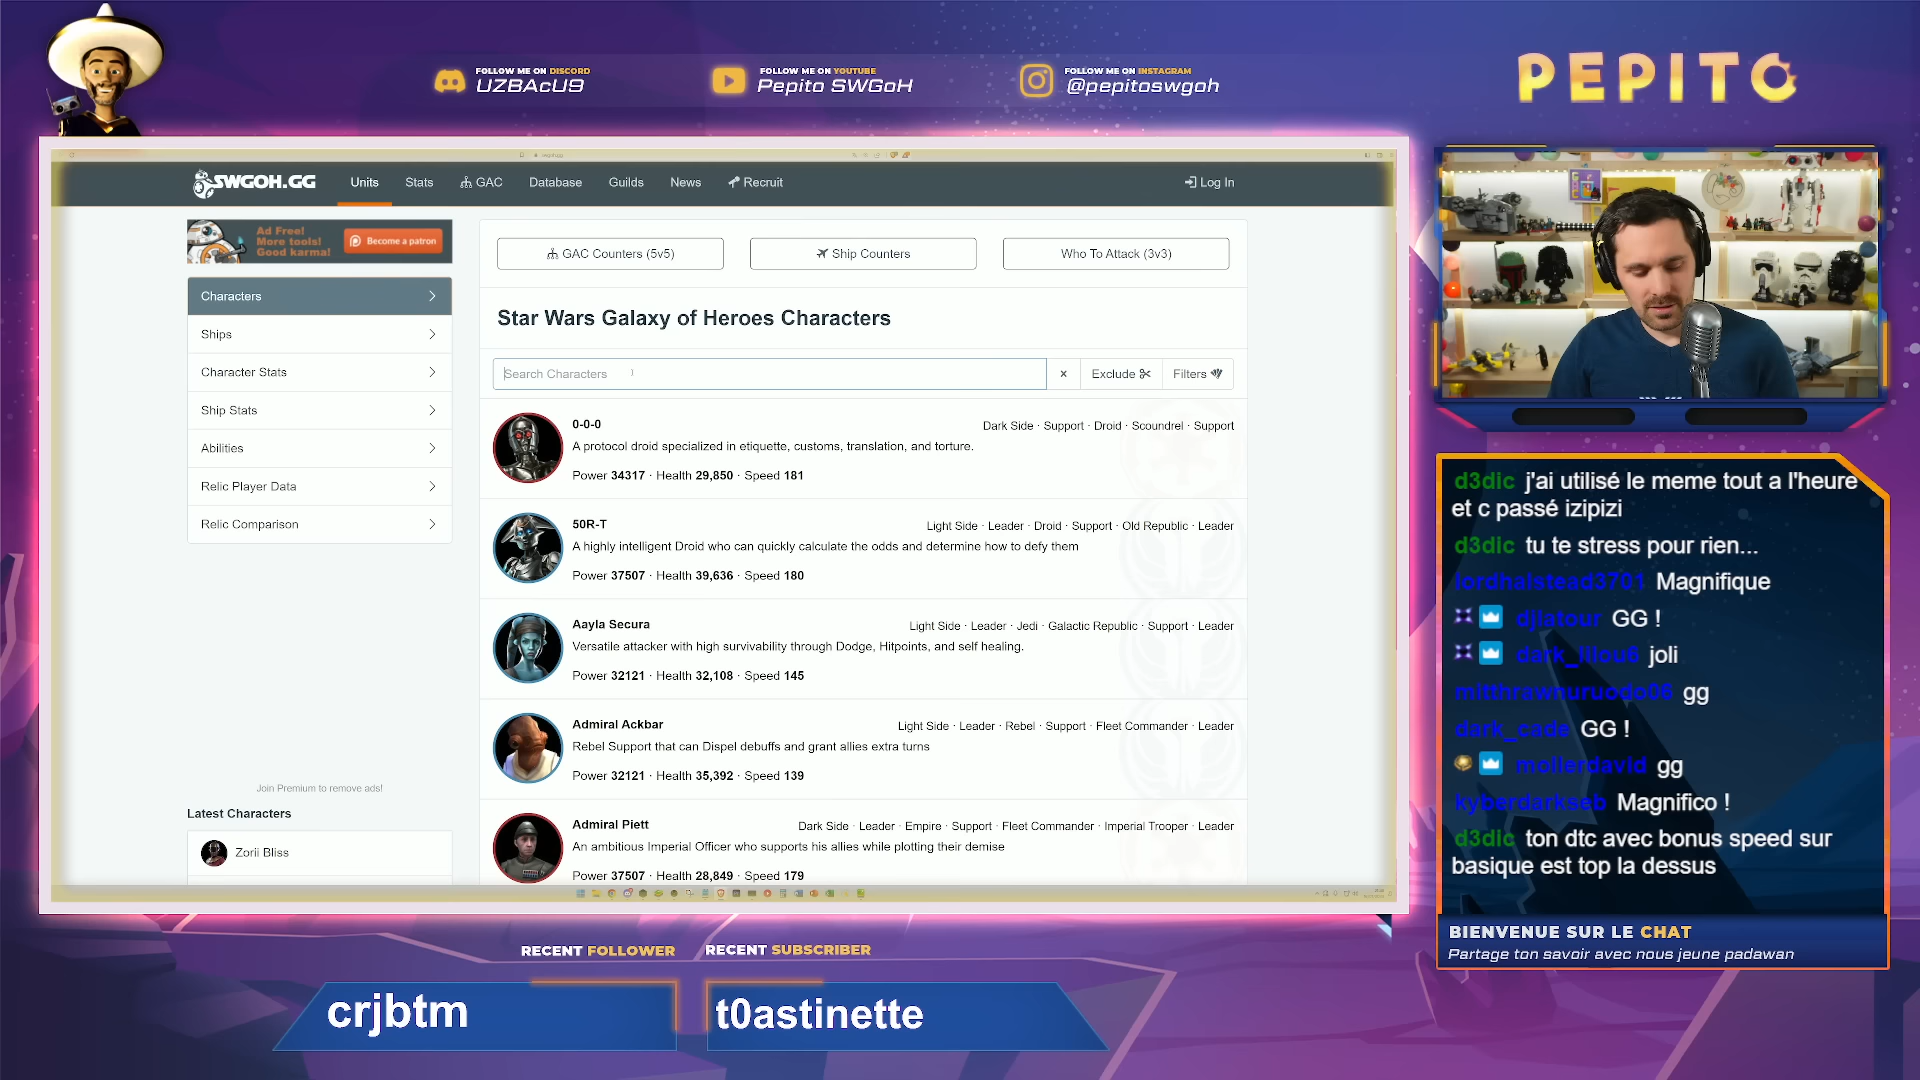 FOLLOW ME ON DISCORD
UZBAcU9
FOLLOW ME ON YOUTUBE
Pepito SWGoH
FOLLOW ME ON INSTAGRAM
@pepitoswgoh
PEPITO
SWGOH.GG
Units
Stats
GAC
Database
Guilds
News
Recruit
Log In
Ad Free!
More tools!
Good karma!
Become a patron
Characters
Ships
Character Stats
Ship Stats
Abilities
Relic Player Data
Relic Comparison
Join Premium to remove ads!
Latest Characters
Zorii Bliss
GAC Counters (5v5)
Ship Counters
Who To Attack (3v3)
Star Wars Galaxy of Heroes Characters
Search Characters
×
Exclude
Filters
0-0-0
Dark Side · Support · Droid · Scoundrel · Support
A protocol droid specialized in etiquette, customs, translation, and torture.
Power 34317 · Health 29,850 · Speed 181
50R-T
Light Side · Leader · Droid · Support · Old Republic · Leader
A highly intelligent Droid who can quickly calculate the odds and determine how to defy them
Power 37507 · Health 39,636 · Speed 180
Aayla Secura
Light Side · Leader · Jedi · Galactic Republic · Support · Leader
Versatile attacker with high survivability through Dodge, Hitpoints, and self healing.
Power 32121 · Health 32,108 · Speed 145
Admiral Ackbar
Light Side · Leader · Rebel · Support · Fleet Commander · Leader
Rebel Support that can Dispel debuffs and grant allies extra turns
Power 32121 · Health 35,392 · Speed 139
Admiral Piett
Dark Side · Leader · Empire · Support · Fleet Commander · Imperial Trooper · Leader
An ambitious Imperial Officer who supports his allies while plotting their demise
Power 37507 · Health 28,849 · Speed 179
d3dic j'ai utilisé le meme tout a l'heure
et c passé izipizi
d3dic tu te stress pour rien...
lordhalstead3701 Magnifique
djlatour GG !
dark_lilou6 joli
mitthrawnuruodo06 gg
dark_cade GG !
mollerdavid gg
kyberdarkseb Magnifico !
d3dic ton dtc avec bonus speed sur
basique est top la dessus
BIENVENUE SUR LE CHAT
Partage ton savoir avec nous jeune padawan
RECENT FOLLOWER
crjbtm
RECENT SUBSCRIBER
t0astinette